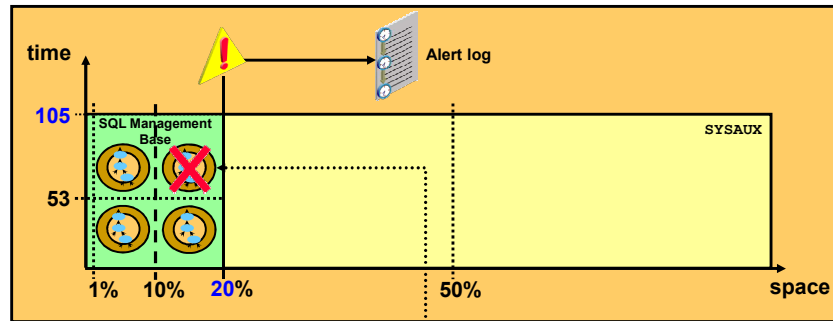 Alert log
time
105
SQL Management
Base
SYSAUX
53
1%
10%
20%
50%
space